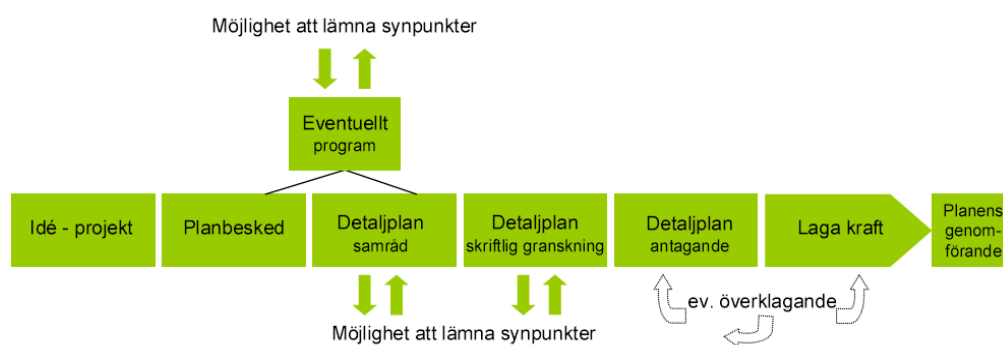 Möjlighet att lämna synpunkter
Eventuellt
program
Idé - projekt
Planbesked
Detaljplan
samråd
Detaljplan
skriftlig granskning
Detaljplan
antagande
Laga kraft
Planens
genom-
förande
ev. överklagande
Möjlighet att lämna synpunkter